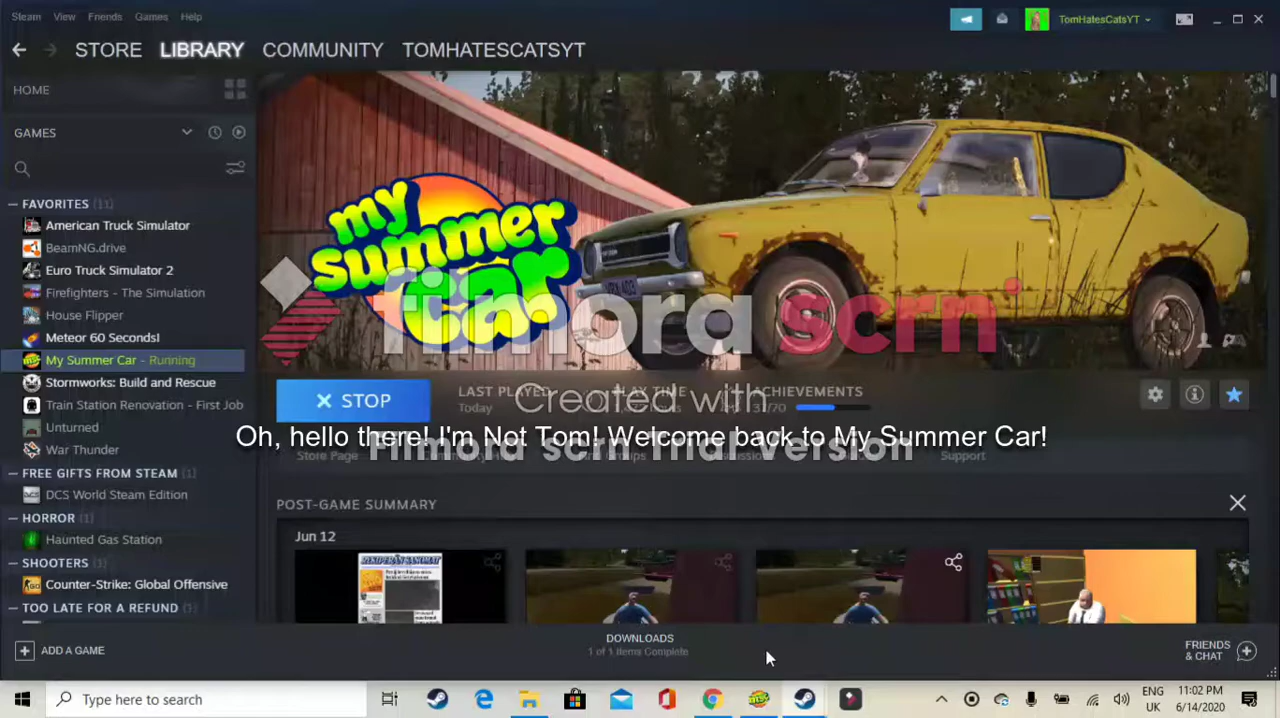 Steam View Friends Games Help
TomHatesCatsYT
STORE LIBRARY COMMUNITY TOMHATESCATSYT
HOME
GAMES
FAVORITES (11)
American Truck Simulator
BeamNG.drive
Euro Truck Simulator 2
Firefighters - The Simulation
House Flipper
Meteor 60 Seconds!
My Summer Car - Running
Stormworks: Build and Rescue
Train Station Renovation - First Job
Unturned
War Thunder
FREE GIFTS FROM STEAM (1)
DCS World Steam Edition
HORROR (1)
Haunted Gas Station
SHOOTERS
Counter-Strike: Global Offensive
TOO LATE FOR A REFUND (1)
my
summer
car
filmora scrn
Created with
Filmora scrn Trial Version
STOP
LAST PLAYED
Today
PLAY TIME
ACHIEVEMENTS
Oh, hello there! I'm Not Tom! Welcome back to My Summer Car!
Store Page
Support
POST-GAME SUMMARY
Jun 12
ADD A GAME
DOWNLOADS
1 of 1 Items Complete
FRIENDS
& CHAT
Type here to search
ENG
UK
11:02 PM
6/14/2020